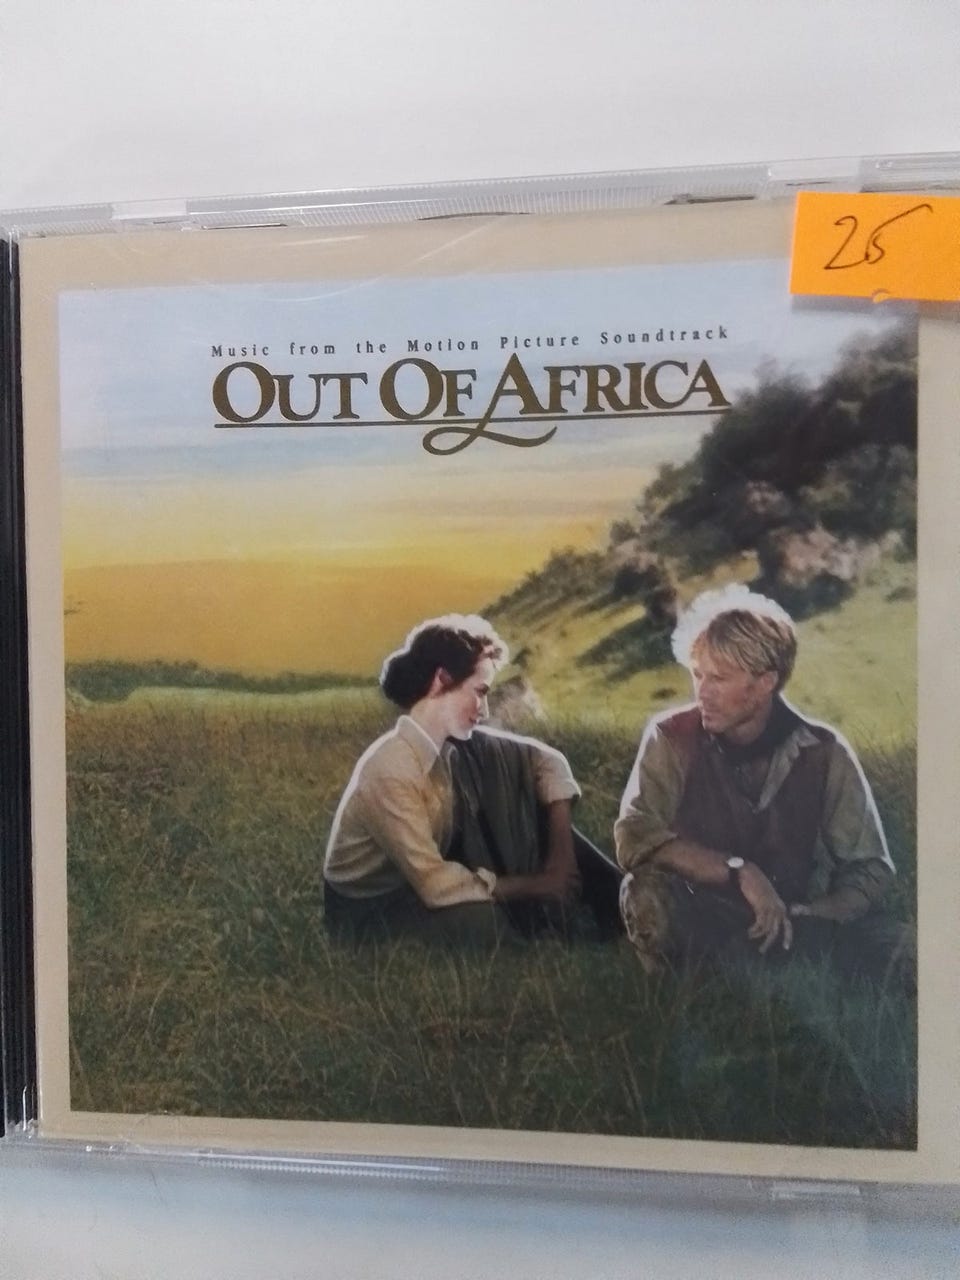 25
Music from the Motion Picture Soundtrack
OUT OF AFRICA